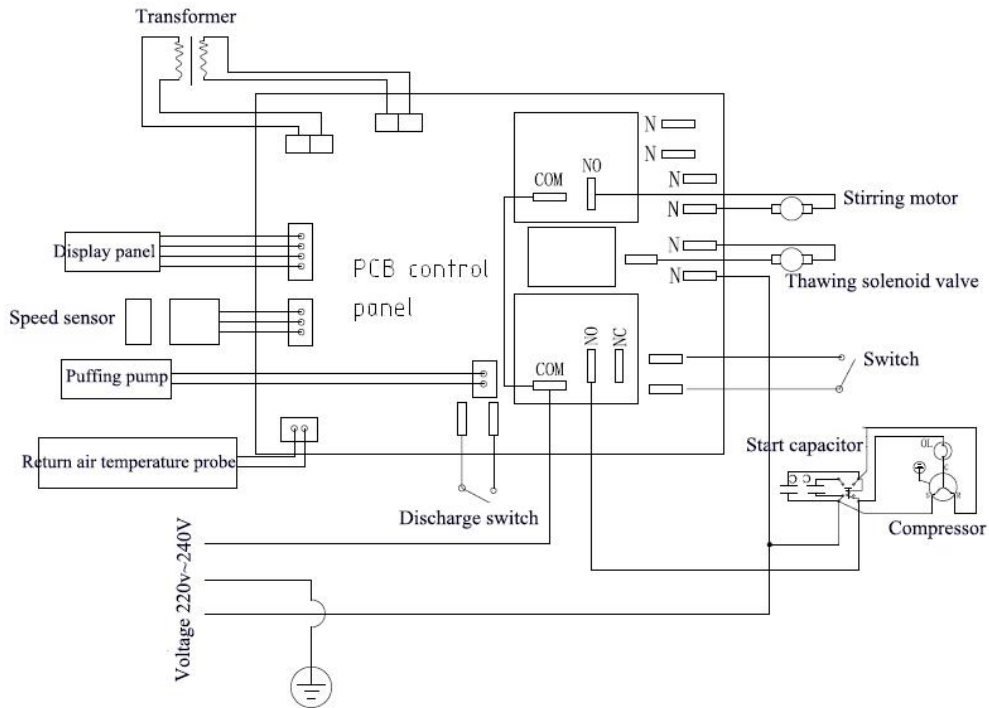 Transformer
N
N
NO
COM
N
N
Stirring motor
Display panel
N
PCB control
panel
N
Thawing solenoid valve
Speed sensor
NO
NC
Switch
COM
Puffing pump
Start capacitor
OL
C
C
C
S
R
Return air temperature probe
Discharge switch
Compressor
Voltage 220v~240V